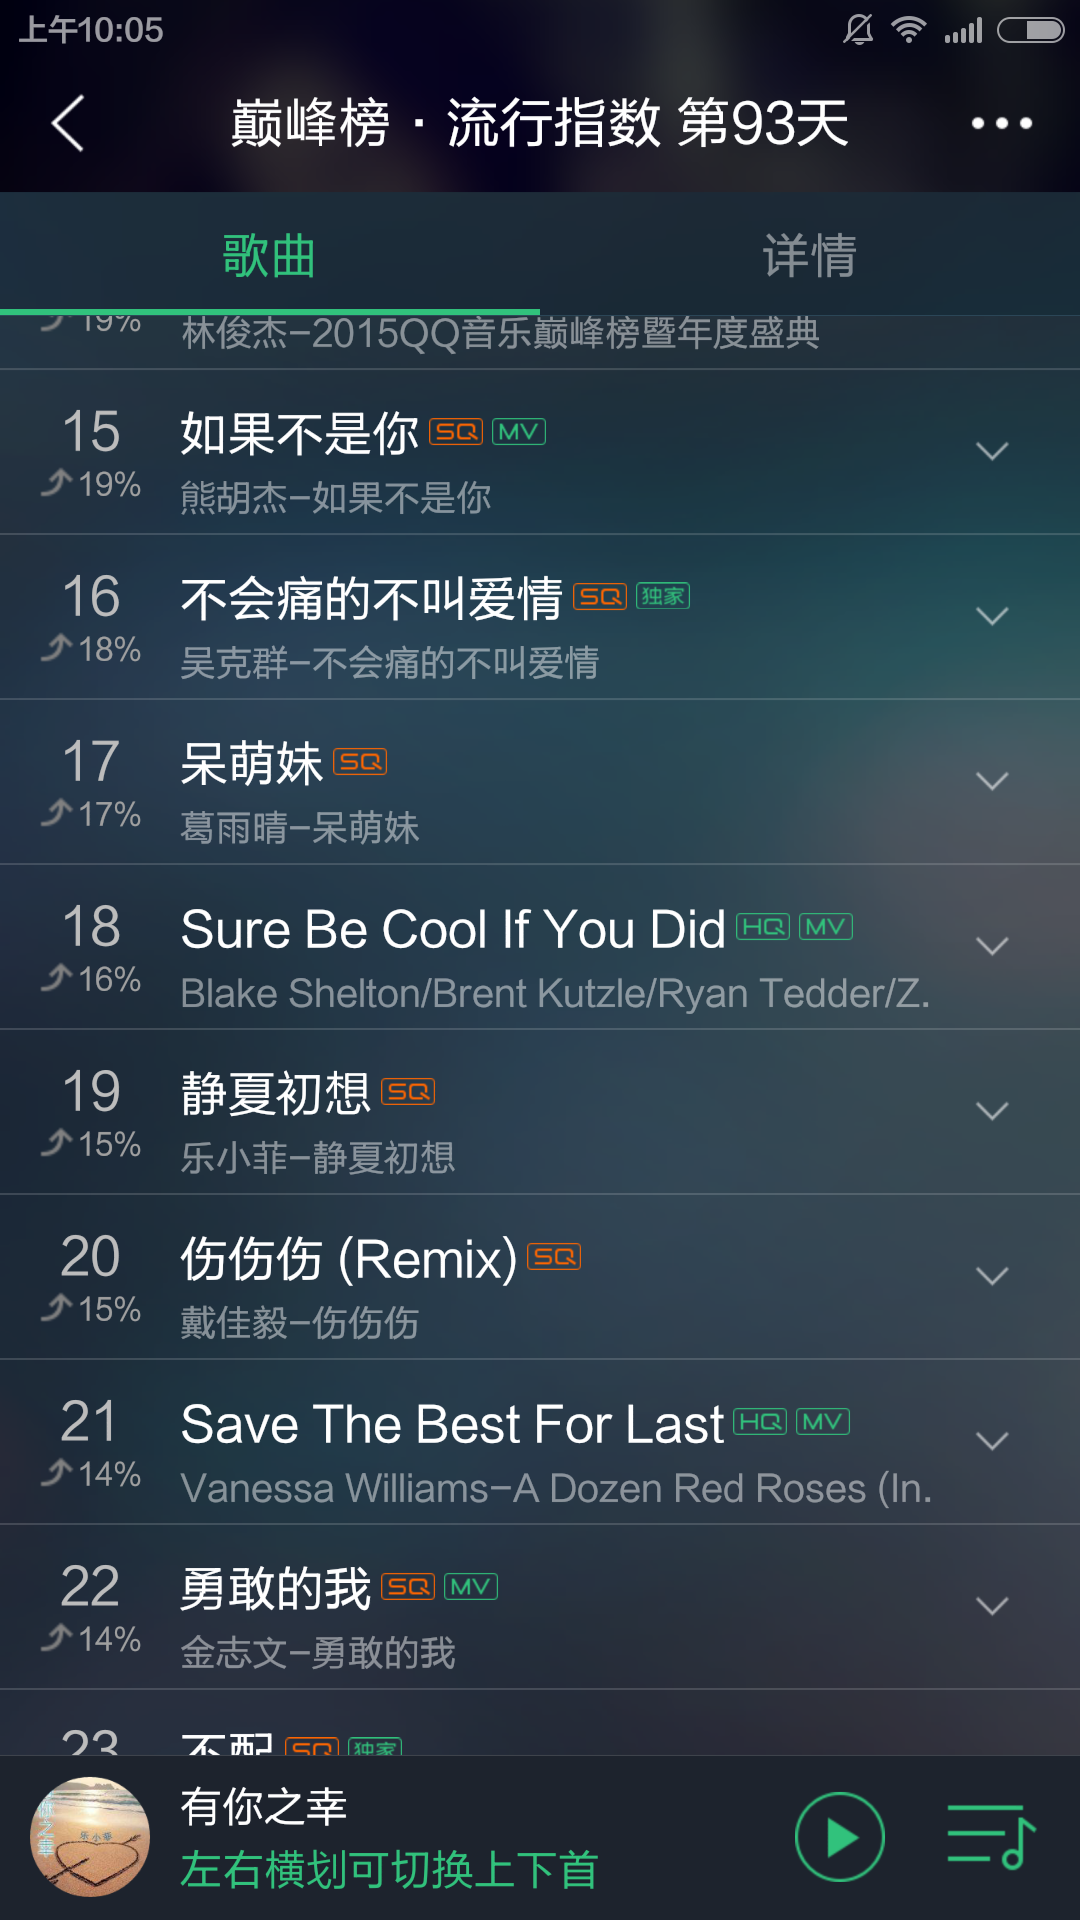 上午10:05
巅峰榜·流行指数 第93天
歌曲 详情
19% 林俊杰-2015QQ音乐巅峰榜暨年度盛典
15 如果不是你 SQ MV
19% 熊胡杰-如果不是你
16 不会痛的不叫爱情 SQ 独家
18% 吴克群-不会痛的不叫爱情
17 呆萌妹 SQ
17% 葛雨晴-呆萌妹
18 Sure Be Cool If You Did HQ MV
16% Blake Shelton/Brent Kutzle/Ryan Tedder/Z.
19 静夏初想 SQ
15% 乐小菲-静夏初想
20 伤伤伤 (Remix) SQ
15% 戴佳毅-伤伤伤
21 Save The Best For Last HQ MV
14% Vanessa Williams-A Dozen Red Roses (In.
22 勇敢的我 SQ MV
14% 金志文-勇敢的我
23 不配 SQ 独家
有你之幸
左右横划可切换上下首